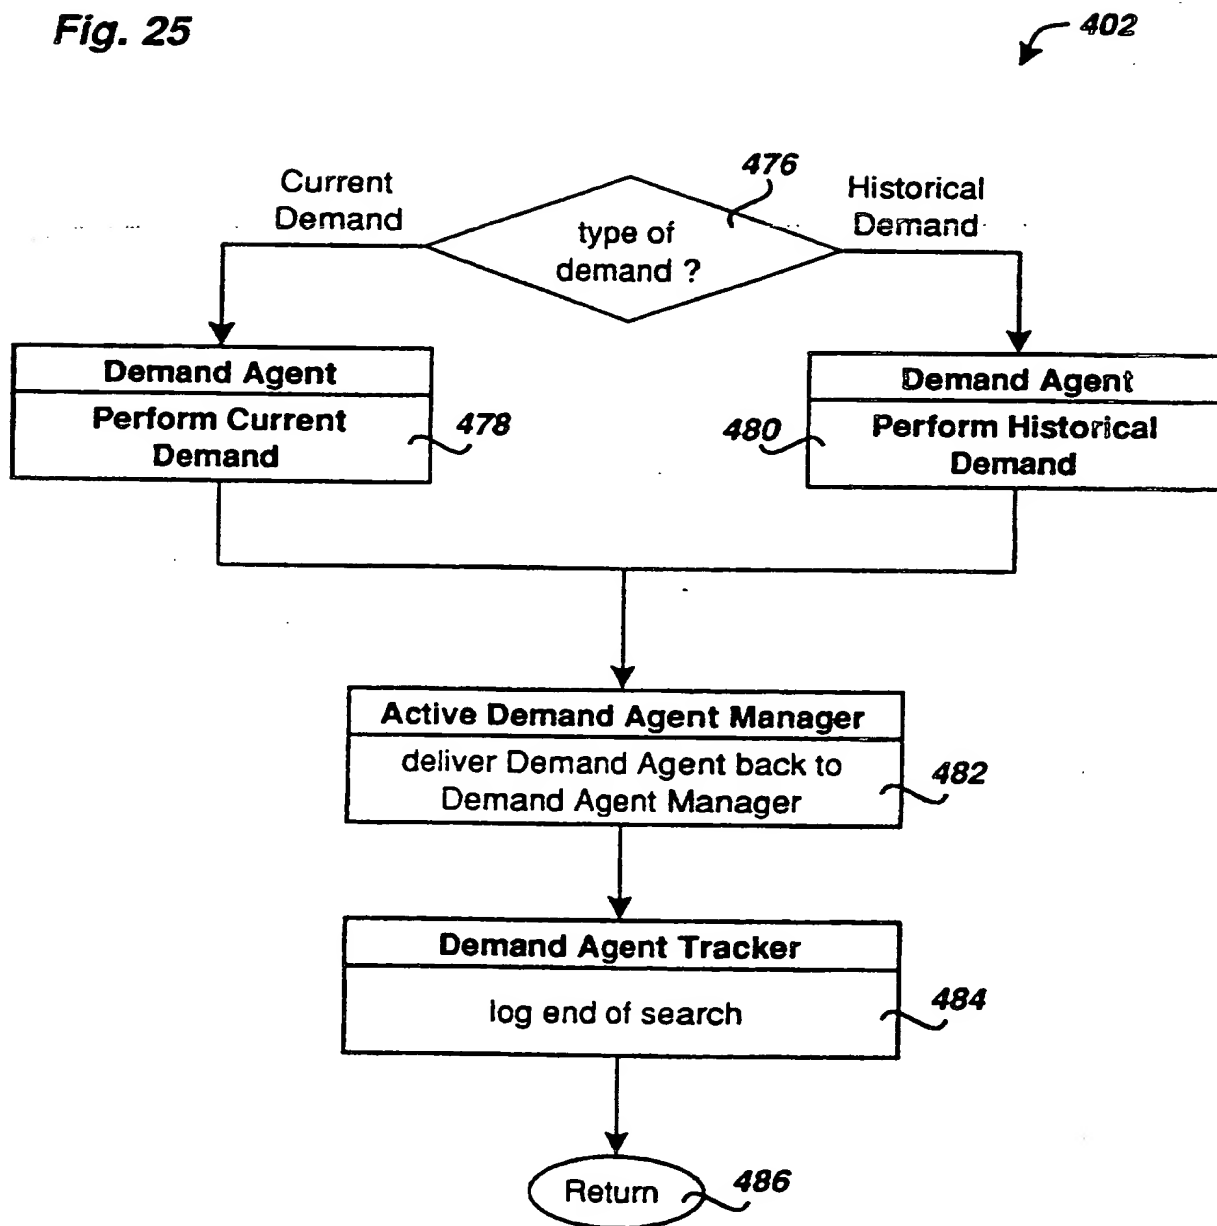 Fig. 25
402
476
Current
Demand
Historical
Demand
type of
demand ?
Demand Agent
Perform Current
Demand
478
Demand Agent
Perform Historical
Demand
480
Active Demand Agent Manager
deliver Demand Agent back to
Demand Agent Manager
482
Demand Agent Tracker
log end of search
484
Return
486